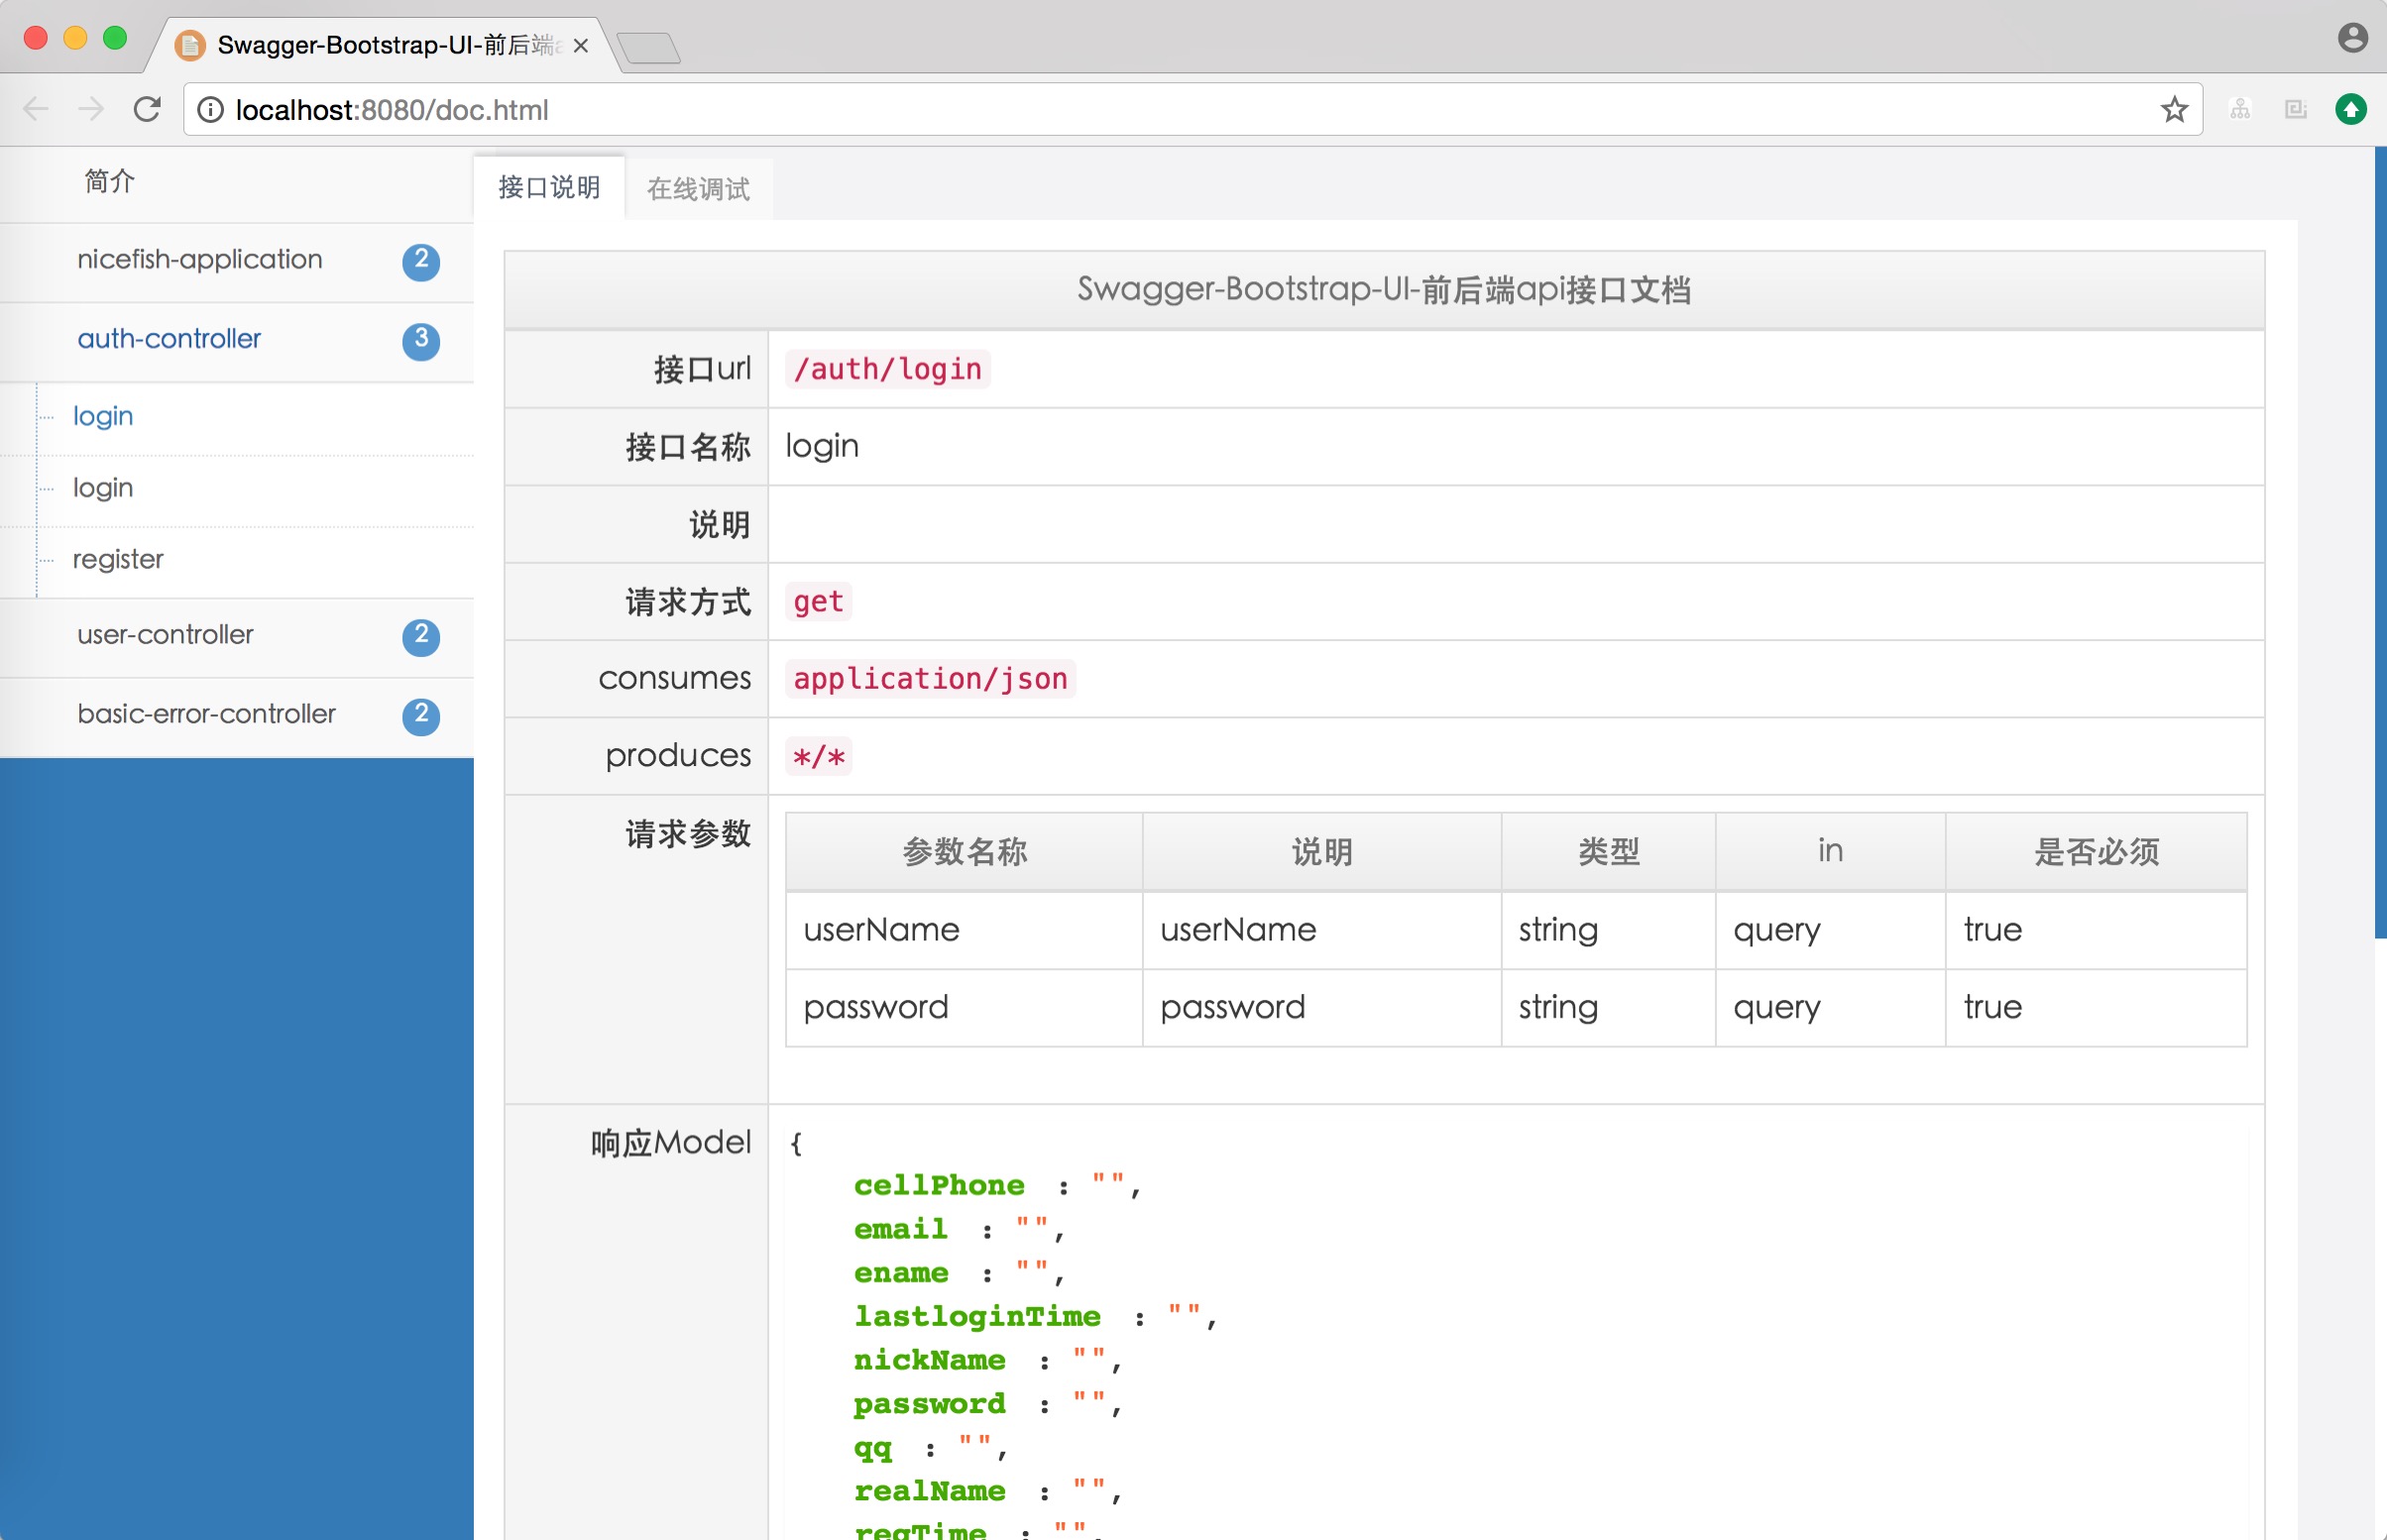 Swagger-Bootstrap-UI-前后端a
localhost:8080/doc.html
简介
nicefish-application 2
auth-controller 3
login
login
register
user-controller 2
basic-error-controller 2
接口说明 在线调试
Swagger-Bootstrap-UI-前后端api接口文档
接口url /auth/login
接口名称 login
说明
请求方式 get
consumes application/json
produces */*
请求参数
参数名称 说明 类型 in 是否必须
userName userName string query true
password password string query true
响应Model {
cellPhone : "",
email : "",
ename : "",
lastloginTime : "",
nickName : "",
password : "",
qq : "",
realName : "",
regTime : "",